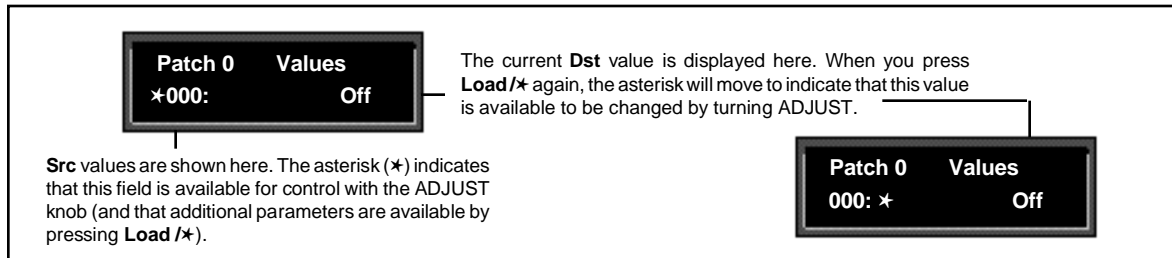 Patch 0 Values
✶000: Off
The current Dst value is displayed here. When you press
Load /✶ again, the asterisk will move to indicate that this value
is available to be changed by turning ADJUST.
Src values are shown here. The asterisk (✶) indicates
that this field is available for control with the ADJUST
knob (and that additional parameters are available by
pressing Load /✶).
Patch 0 Values
000: ✶ Off